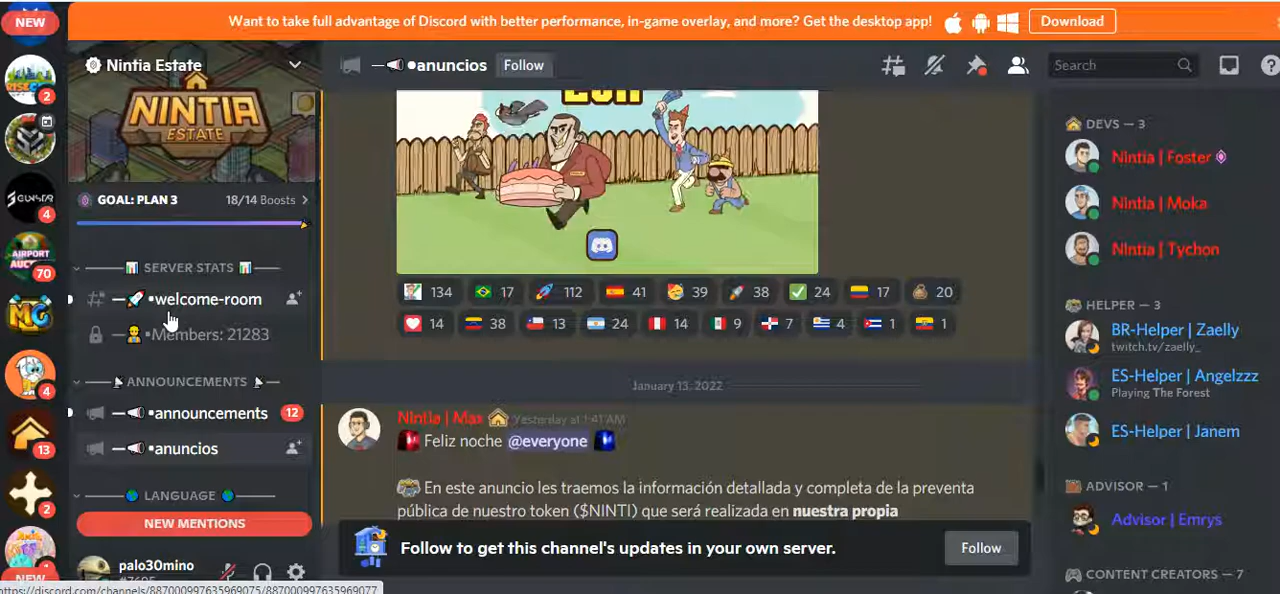 NEW
Want to take full advantage of Discord with better performance, in-game overlay, and more? Get the desktop app!
Download
2
4
70
4
13
2
NEW
Nintia Estate
NINTIA
ESTATE
GOAL: PLAN 3
18/14 Boosts
SERVER STATS
•welcome-room
•Members: 21283
ANNOUNCEMENTS
•announcements
12
•anuncios
LANGUAGE
NEW MENTIONS
palo30mino
https://discord.com/channels/887000997635969075/887000997635969077
•anuncios
Follow
Search
134 17 112 41 39 38 24 17 20
14 38 13 24 14 9 7 4 1 1
January 13, 2022
Nintia | Max Yesterday at 1:41 AM
Feliz noche @everyone
En este anuncio les traemos la información detallada y completa de la preventa
pública de nuestro token ($NINTI) que será realizada en nuestra propia
Follow to get this channel's updates in your own server.
Follow
DEVS — 3
Nintia | Foster
Nintia | Moka
NIntia | Tychon
HELPER — 3
BR-Helper | Zaelly
twitch.tv/zaelly_
ES-Helper | Angelzzz
Playing The Forest
ES-Helper | Janem
ADVISOR — 1
Advisor | Emrys
CONTENT CREATORS — 7